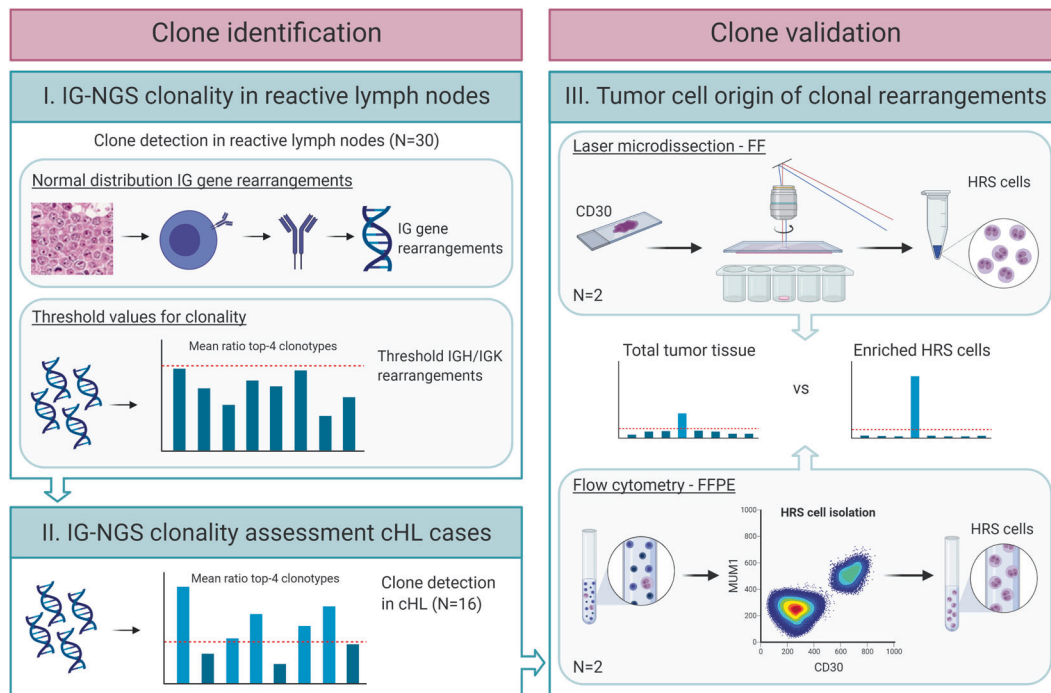 Clone identification
I. IG-NGS clonality in reactive lymph nodes
Clone detection in reactive lymph nodes (N=30)
Normal distribution IG gene rearrangements
IG gene
rearrangements
Threshold values for clonality
Mean ratio top-4 clonotypes
Threshold IGH/IGK
rearrangements
II. IG-NGS clonality assessment cHL cases
Mean ratio top-4 clonotypes
Clone detection
in cHL (N=16)
Clone validation
III. Tumor cell origin of clonal rearrangements
Laser microdissection - FF
CD30
HRS cells
N=2
Total tumor tissue
vs
Enriched HRS cells
Flow cytometry - FFPE
HRS cell isolation
MUM1
1000
800
600
400
200
0
0
200
400
600
800
1000
CD30
HRS cells
N=2